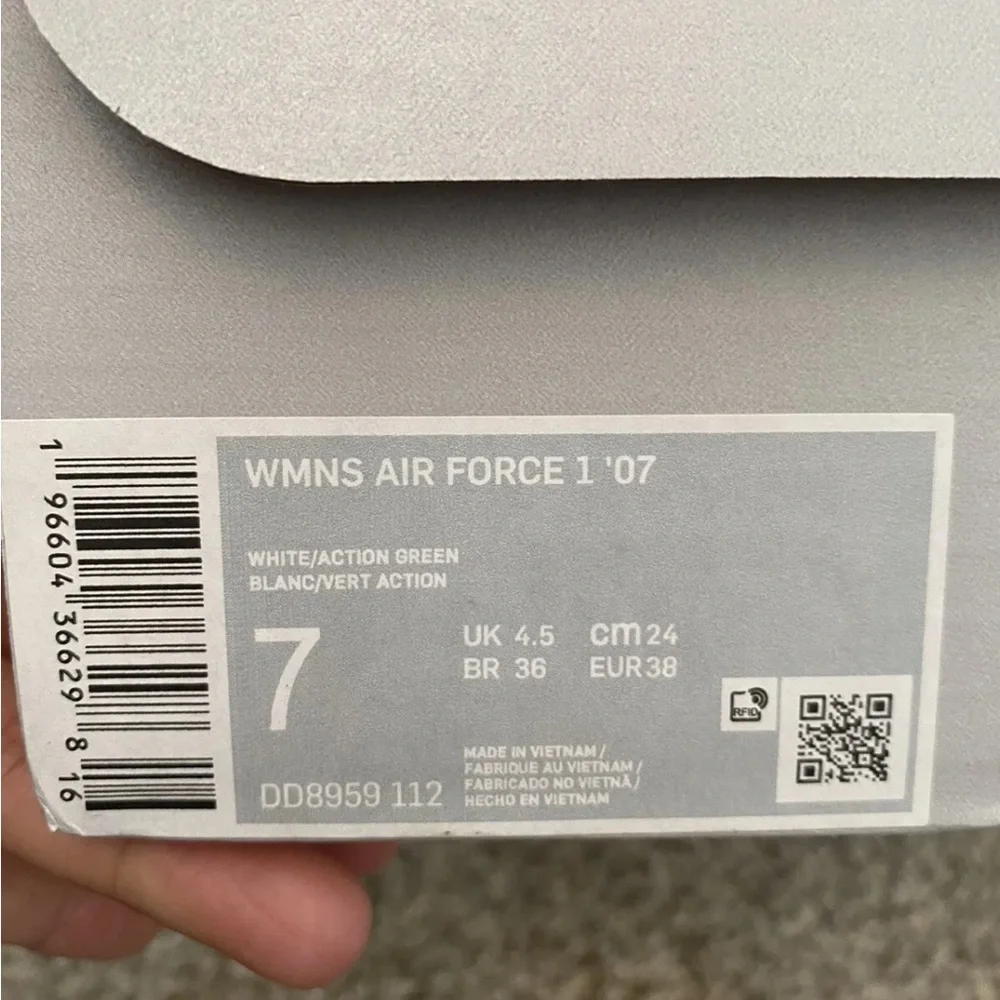 WMNS AIR FORCE 1 '07
WHITE/ACTION GREEN
BLANC/VERT ACTION
7
UK 4.5 cm 24
BR 36 EUR 38
RFID
MADE IN VIETNAM /
FABRIQUE AU VIETNAM /
FABRICADO NO VIETNÃ /
HECHO EN VIETNAM
DD8959 112
1 96604 36629 8 16